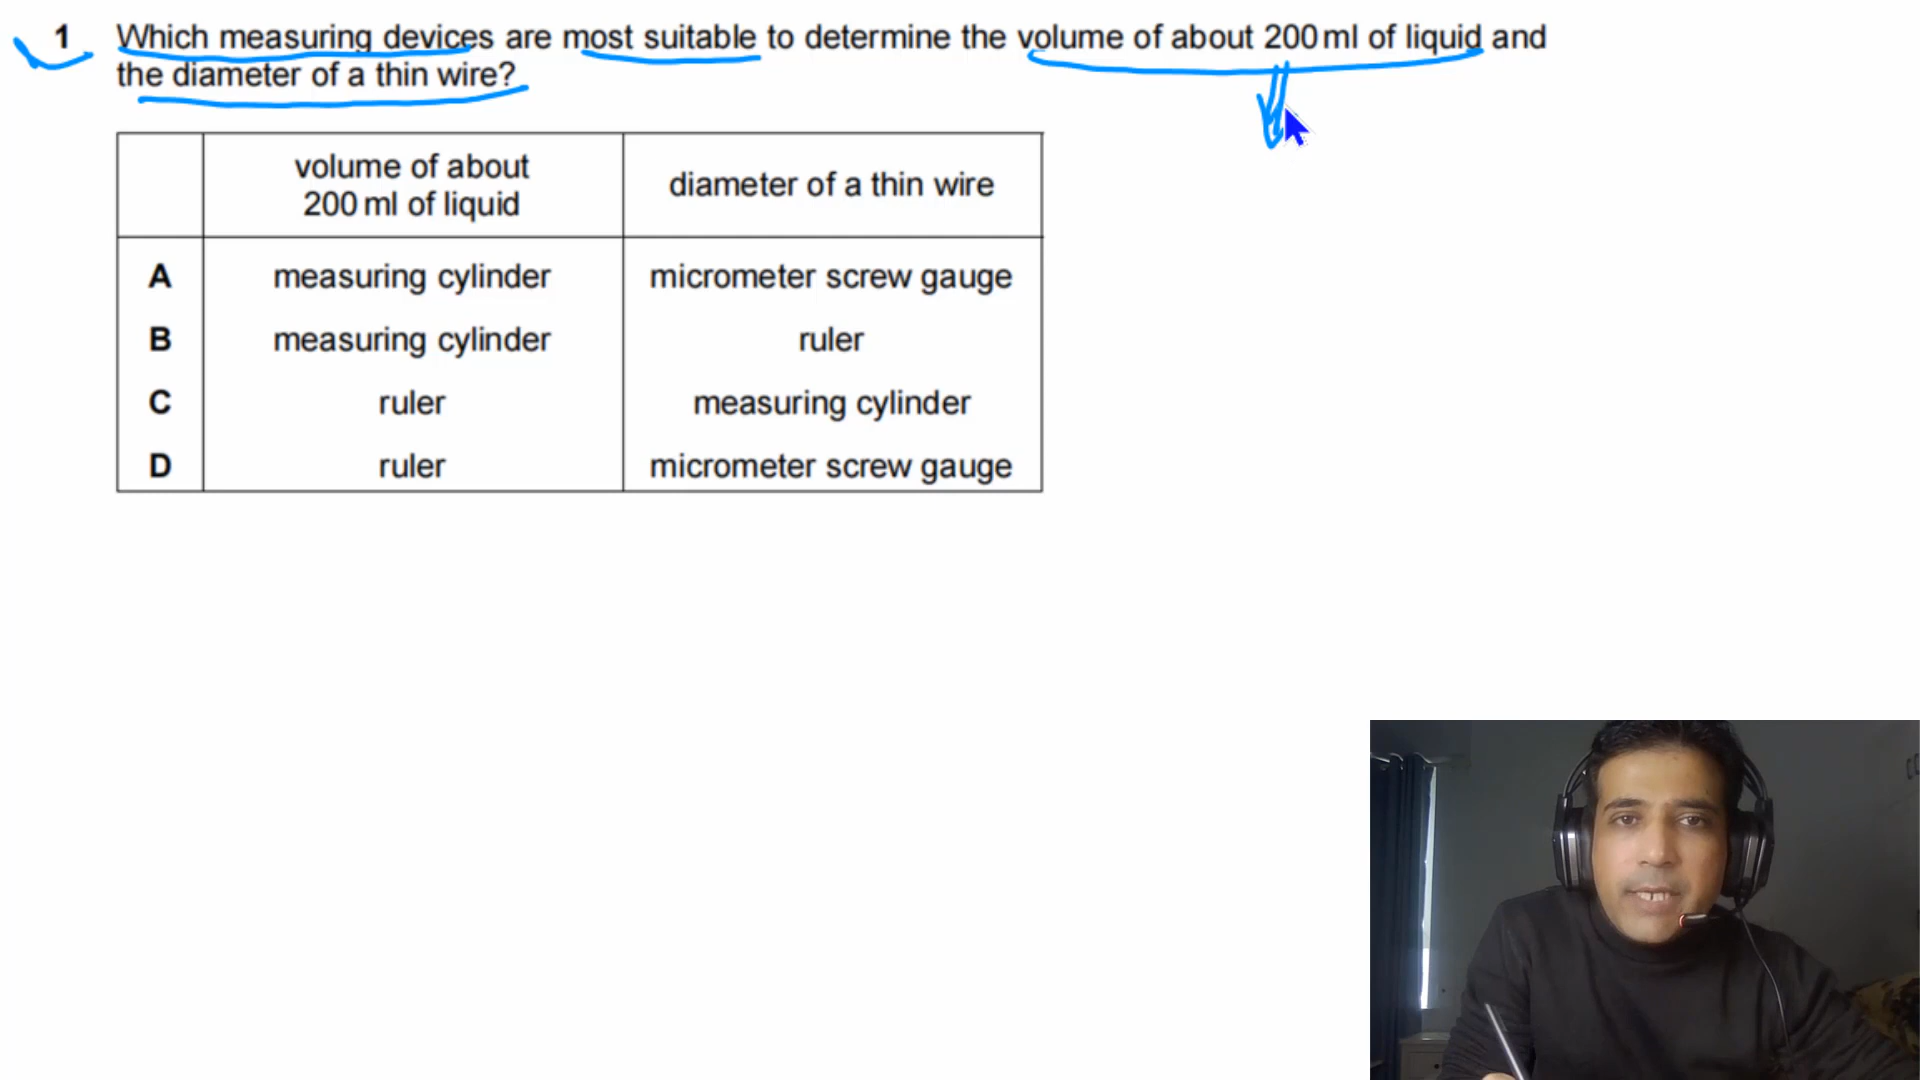 1 Which measuring devices are most suitable to determine the volume of about 200 ml of liquid and
the diameter of a thin wire?
volume of about
200 ml of liquid
diameter of a thin wire
A measuring cylinder micrometer screw gauge
B measuring cylinder ruler
C ruler measuring cylinder
D ruler micrometer screw gauge